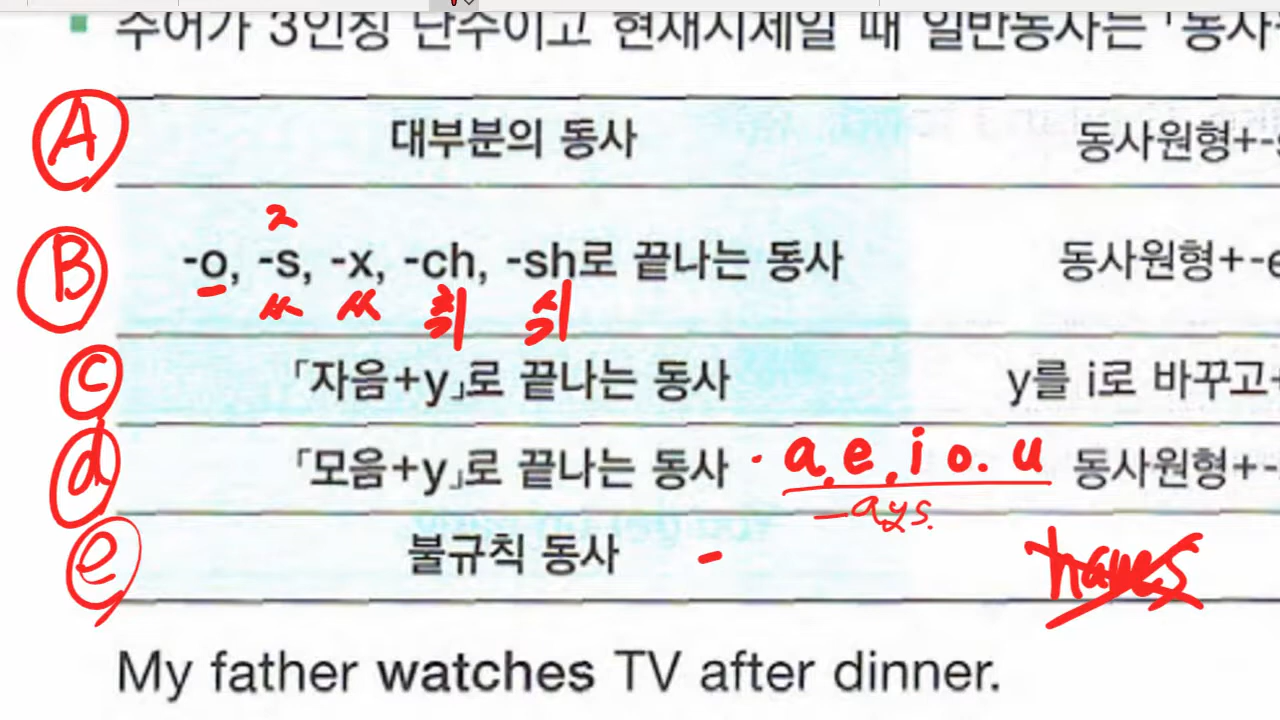 주어가 3인칭 단수이고 현재시제일 때 일반동사는 「동사
A 대부분의 동사 동사원형+-s
2
B -o, -s, -x, -ch, -sh로 끝나는 동사 동사원형+-e
ㅆ ㅆ 취 쉬
c 「자음+y」로 끝나는 동사 y를 i로 바꾸고+
d 「모음+y」로 끝나는 동사 · a, e, i o. u 동사원형+-
-ays.
e 불규칙 동사 - haves
My father watches TV after dinner.